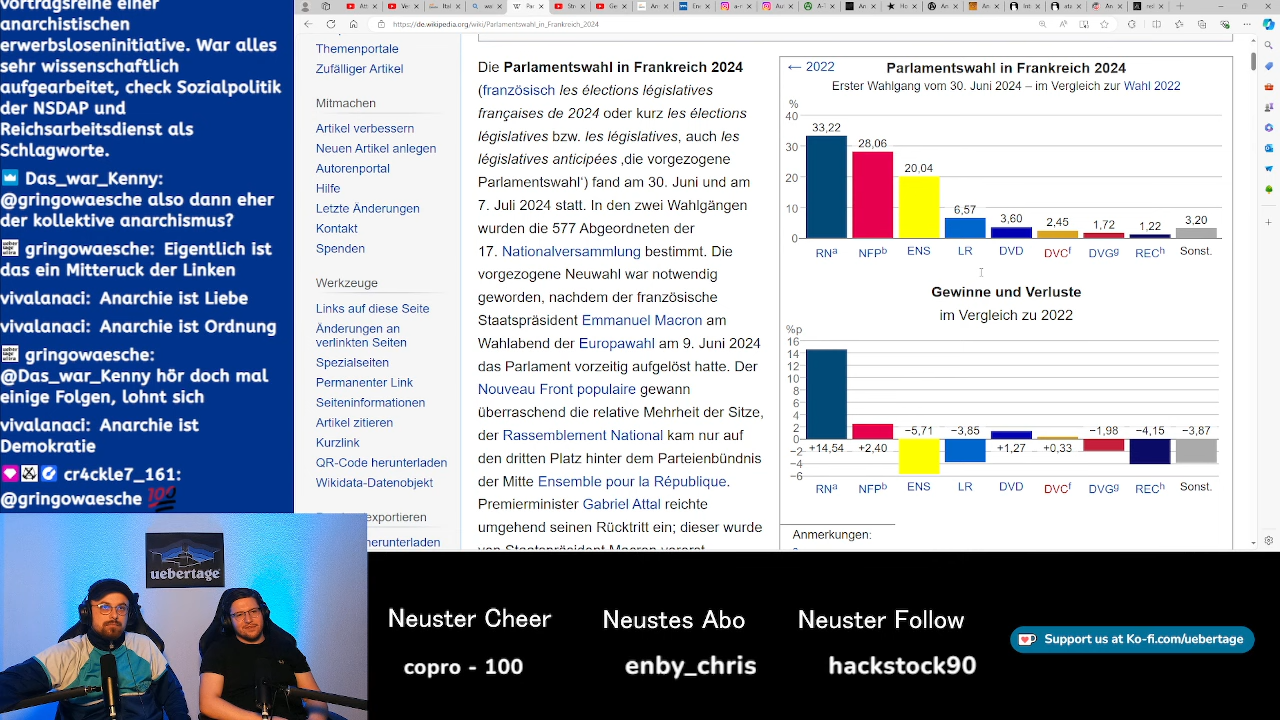 vortragsreihe einer
anarchistischen
erwerbsloseninitiative. War alles
sehr wissenschaftlich
aufgearbeitet, check Sozialpolitik
der NSDAP und
Reichsarbeitsdienst als
Schlagworte.
Das_war_Kenny:
@gringowaesche also dann eher
der kollektive anarchismus?
gringowaesche: Eigentlich ist
das ein Mitteruck der Linken
vivalanaci: Anarchie ist Liebe
vivalanaci: Anarchie ist Ordnung
gringowaesche:
@Das_war_Kenny hör doch mal
einige Folgen, lohnt sich
vivalanaci: Anarchie ist
Demokratie
cr4ckle7_161:
@gringowaesche 💯
https://de.wikipedia.org/wiki/Parlamentswahl_in_Frankreich_2024
Themenportale
Zufälliger Artikel
Mitmachen
Artikel verbessern
Neuen Artikel anlegen
Autorenportal
Hilfe
Letzte Änderungen
Kontakt
Spenden
Werkzeuge
Links auf diese Seite
Änderungen an
verlinkten Seiten
Spezialseiten
Permanenter Link
Seiteninformationen
Artikel zitieren
Kurzlink
QR-Code herunterladen
Wikidata-Datenobjekt
exportieren
herunterladen
Die Parlamentswahl in Frankreich 2024
(französisch les élections législatives
françaises de 2024 oder kurz les élections
législatives bzw. les législatives, auch les
législatives anticipées ‚die vorgezogene
Parlamentswahl‘) fand am 30. Juni und am
7. Juli 2024 statt. In den zwei Wahlgängen
wurden die 577 Abgeordneten der
17. Nationalversammlung bestimmt. Die
vorgezogene Neuwahl war notwendig
geworden, nachdem der französische
Staatspräsident Emmanuel Macron am
Wahlabend der Europawahl am 9. Juni 2024
das Parlament vorzeitig aufgelöst hatte. Der
Nouveau Front populaire gewann
überraschend die relative Mehrheit der Sitze,
der Rassemblement National kam nur auf
den dritten Platz hinter dem Parteienbündnis
der Mitte Ensemble pour la République.
Premierminister Gabriel Attal reichte
umgehend seinen Rücktritt ein; dieser wurde
von Staatspräsident Macron vorerst
← 2022 Parlamentswahl in Frankreich 2024
Erster Wahlgang vom 30. Juni 2024 – im Vergleich zur Wahl 2022
%
40
30
20
10
0
33,22 28,06 20,04 6,57 3,60 2,45 1,72 1,22 3,20
RNa NFPb ENS LR DVD DVCf DVGg RECh Sonst.
Gewinne und Verluste
im Vergleich zu 2022
%p
16
14
12
10
8
6
4
2
0
−2
−4
−6
+14,54 +2,40 −5,71 −3,85 +1,27 +0,33 −1,98 −4,15 −3,87
RNa NFPb ENS LR DVD DVCf DVGg RECh Sonst.
Anmerkungen:
uebertage
Neuster Cheer
copro - 100
Neustes Abo
enby_chris
Neuster Follow
hackstock90
Support us at Ko-fi.com/uebertage